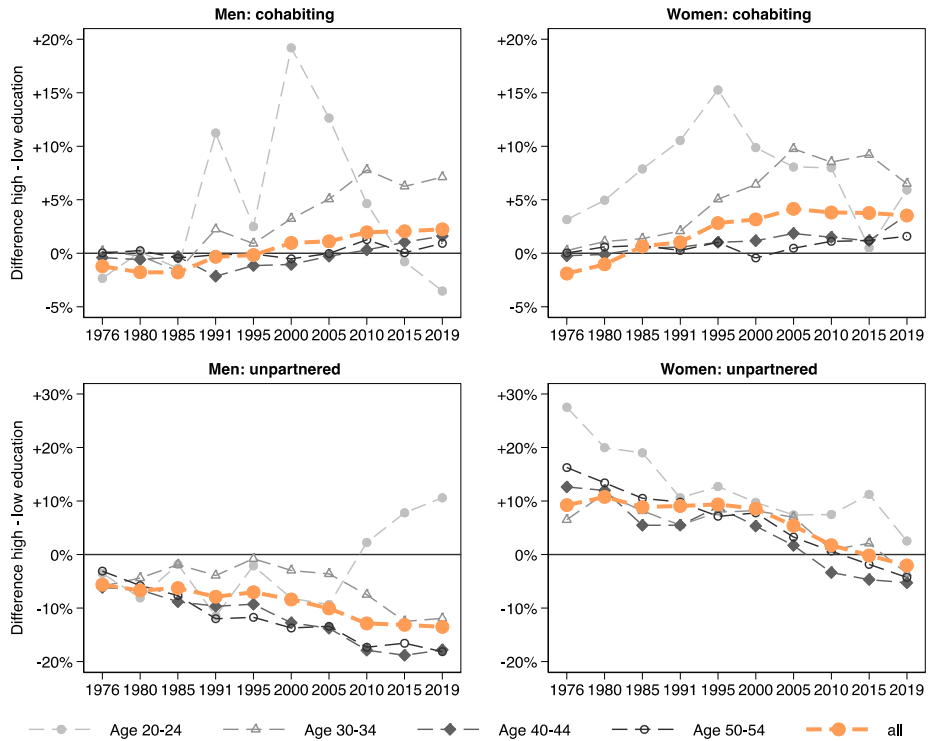 Men: cohabiting
Women: cohabiting
Difference high - low education
+20%
+15%
+10%
+5%
0%
-5%
1976 1980 1985 1991 1995 2000 2005 2010 2015 2019
+20%
+15%
+10%
+5%
0%
-5%
1976 1980 1985 1991 1995 2000 2005 2010 2015 2019
Men: unpartnered
Women: unpartnered
Difference high - low education
+30%
+20%
+10%
0%
-10%
-20%
1976 1980 1985 1991 1995 2000 2005 2010 2015 2019
+30%
+20%
+10%
0%
-10%
-20%
1976 1980 1985 1991 1995 2000 2005 2010 2015 2019
Age 20-24 Age 30-34 Age 40-44 Age 50-54 all